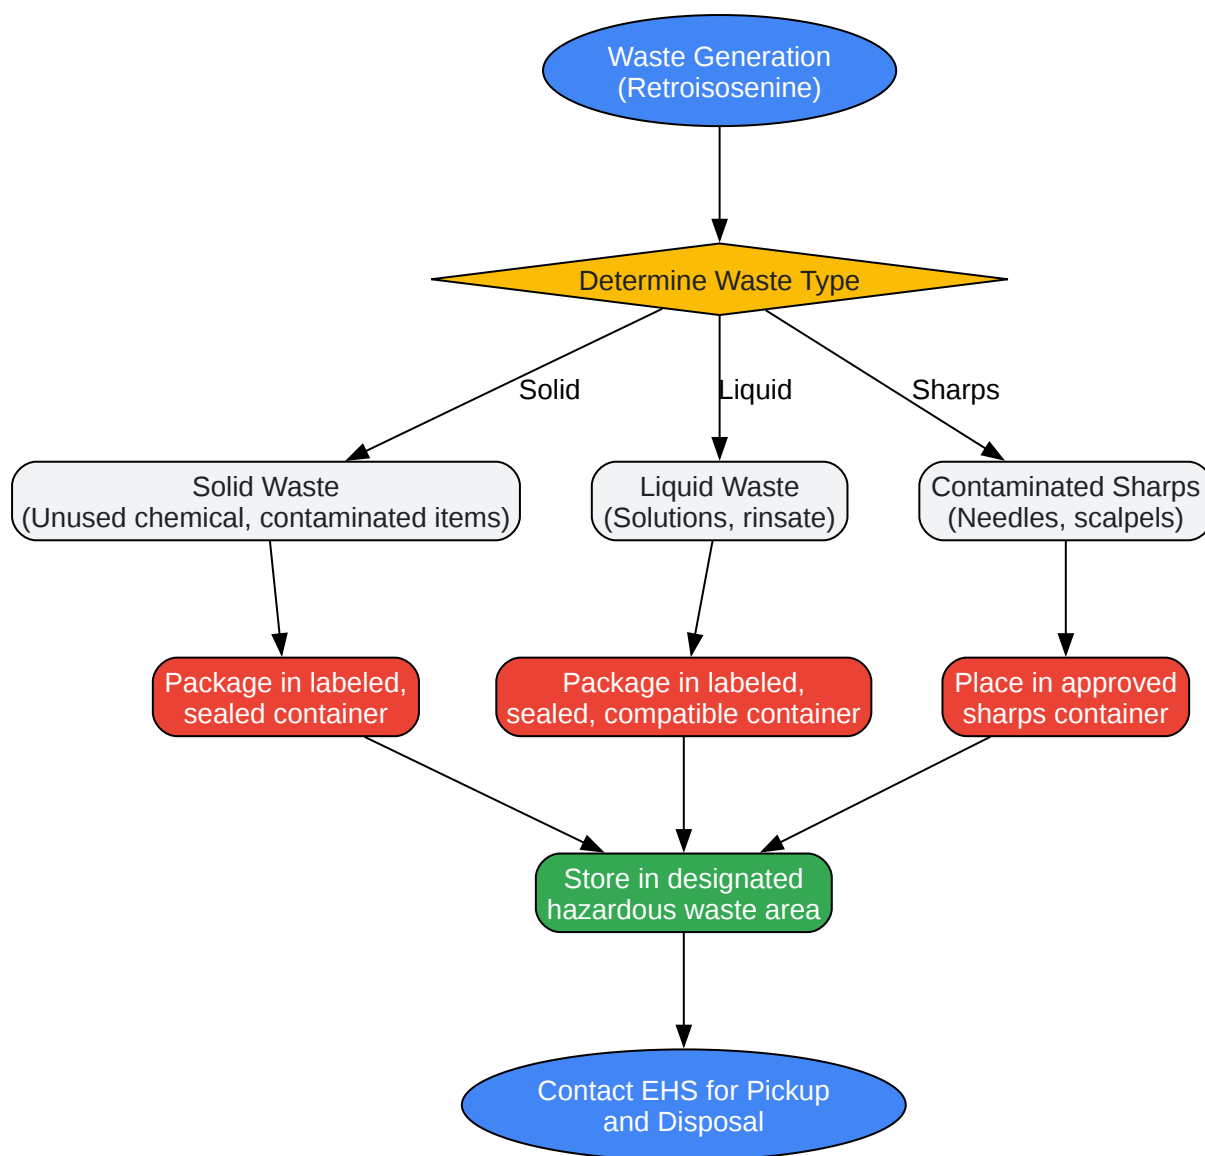 Waste Generation
(Retroisosenine)
Determine Waste Type
Solid
Liquid
Sharps
Solid Waste
(Unused chemical, contaminated items)
Liquid Waste
(Solutions, rinsate)
Contaminated Sharps
(Needles, scalpels)
Package in labeled,
sealed container
Package in labeled,
sealed, compatible container
Place in approved
sharps container
Store in designated
hazardous waste area
Contact EHS for Pickup
and Disposal